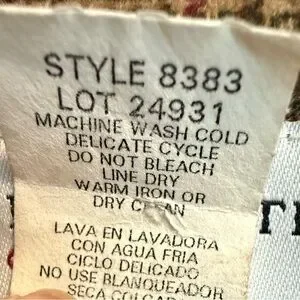 STYLE 8383
LOT 24931
MACHINE WASH COLD
DELICATE CYCLE
DO NOT BLEACH
LINE DRY
WARM IRON OR
DRY CLEAN
LAVA EN LAVADORA
CON AGUA FRIA
CICLO DELICADO
NO USE BLANQUEADOR
SECA